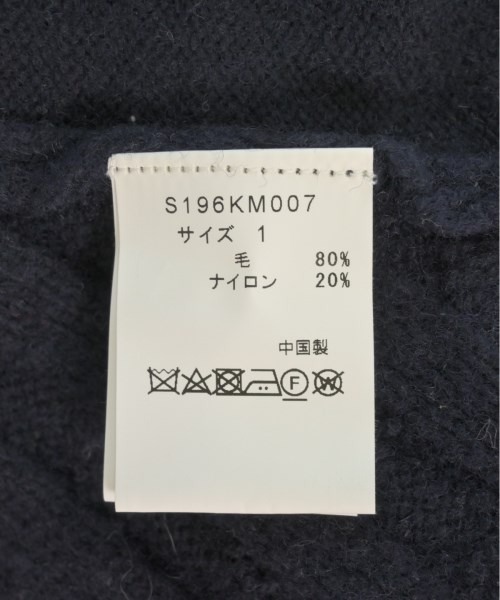 S196KM007
サイズ 1
毛 80%
ナイロン 20%
中国製
F W